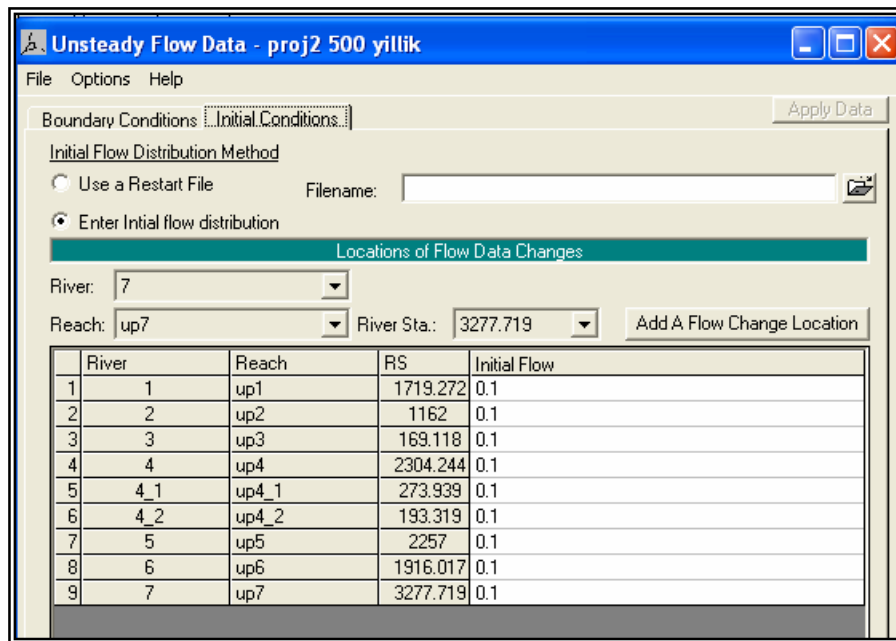 Unsteady Flow Data - proj2 500 yillik
File Options Help
Boundary Conditions Initial Conditions Apply Data
Initial Flow Distribution Method
Use a Restart File Filename:
Enter Intial flow distribution
Locations of Flow Data Changes
River: 7
Reach: up7 River Sta.: 3277.719 Add A Flow Change Location
River Reach RS Initial Flow
1 1 up1 1719.272 0.1
2 2 up2 1162 0.1
3 3 up3 169.118 0.1
4 4 up4 2304.244 0.1
5 4_1 up4_1 273.939 0.1
6 4_2 up4_2 193.319 0.1
7 5 up5 2257 0.1
8 6 up6 1916.017 0.1
9 7 up7 3277.719 0.1